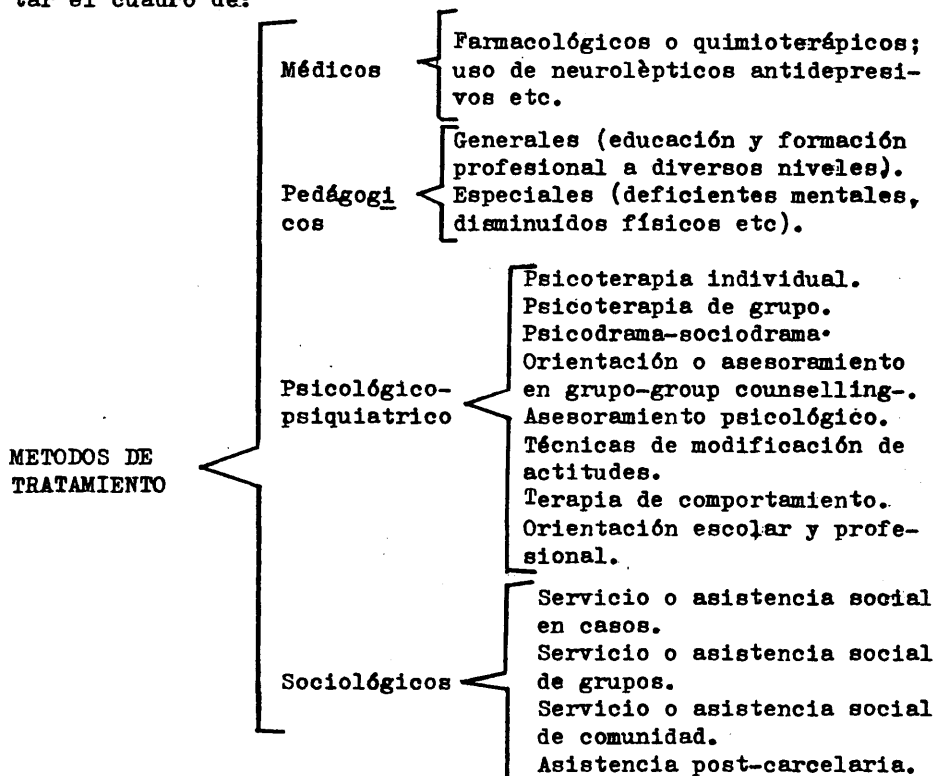 tar el cuadro de:
Farmacológicos o quimioterápicos;
Médicos
uso de neurolèpticos antidepresi-
vos etc.
Generales (educación y formación
profesional a diversos niveles).
Pedágogi
cos
Especiales (deficientes mentales,
disminuídos físicos etc).
Psicoterapia individual.
Psicoterapia de grupo.
Psicodrama-sociodrama.
Orientación o asesoramiento
Psicológico-
psiquiatrico
en grupo-group counselling-.
Asesoramiento psicológico.
Técnicas de modificación de
actitudes.
Terapia de comportamiento.
Orientación escolar y profe-
sional.
METODOS DE
TRATAMIENTO
Servicio o asistencia social
en casos.
Servicio o asistencia social
Sociológicos
de grupos.
Servicio o asistencia social
de comunidad.
Asistencia post-carcelaria.